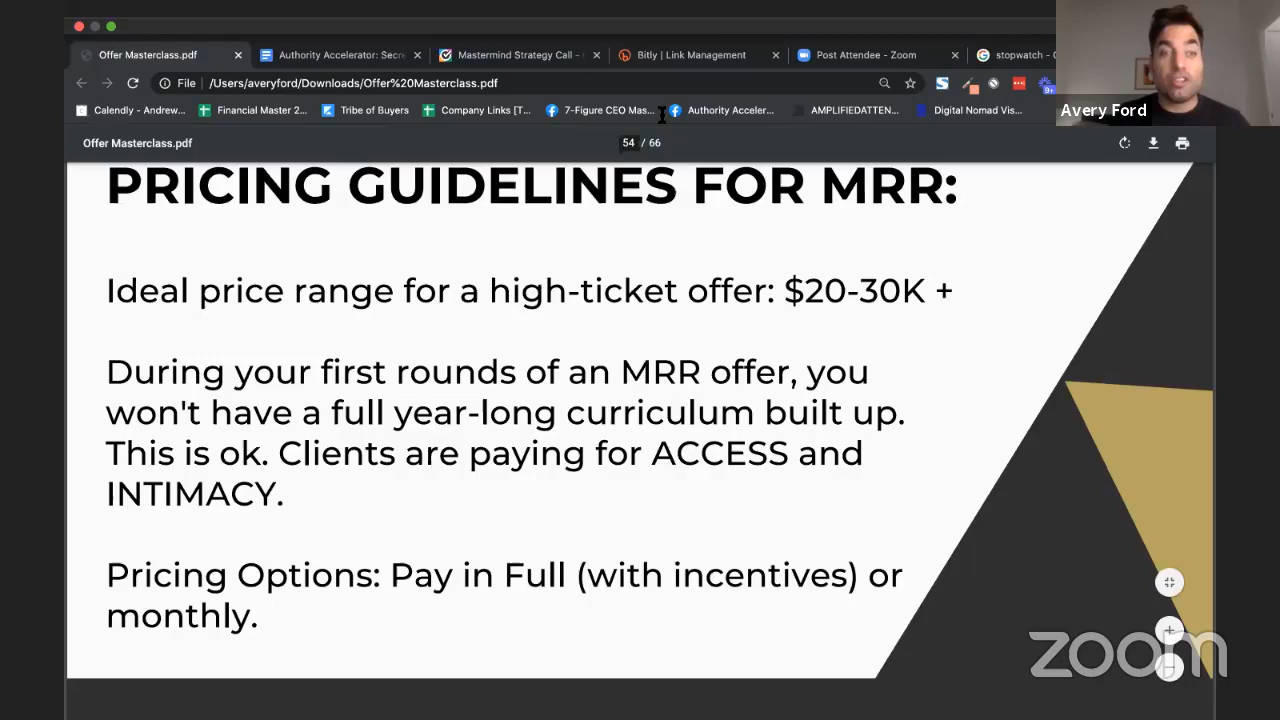 Offer Masterclass.pdf
Authority Accelerator: Secre
Mastermind Strategy Call -
Bitly | Link Management
Post Attendee - Zoom
stopwatch -
File | /Users/averyford/Downloads/Offer%20Masterclass.pdf
9+
Calendly - Andrew...
Financial Master 2...
Tribe of Buyers
Company Links [T...
7-Figure CEO Mas...
Authority Acceler...
AMPLIFIEDATTEN...
Digital Nomad Vis...
Avery Ford
Offer Masterclass.pdf
54 / 66
PRICING GUIDELINES FOR MRR:
Ideal price range for a high-ticket offer: $20-30K +
During your first rounds of an MRR offer, you
won't have a full year-long curriculum built up.
This is ok. Clients are paying for ACCESS and
INTIMACY.
Pricing Options: Pay in Full (with incentives) or
monthly.
zoom